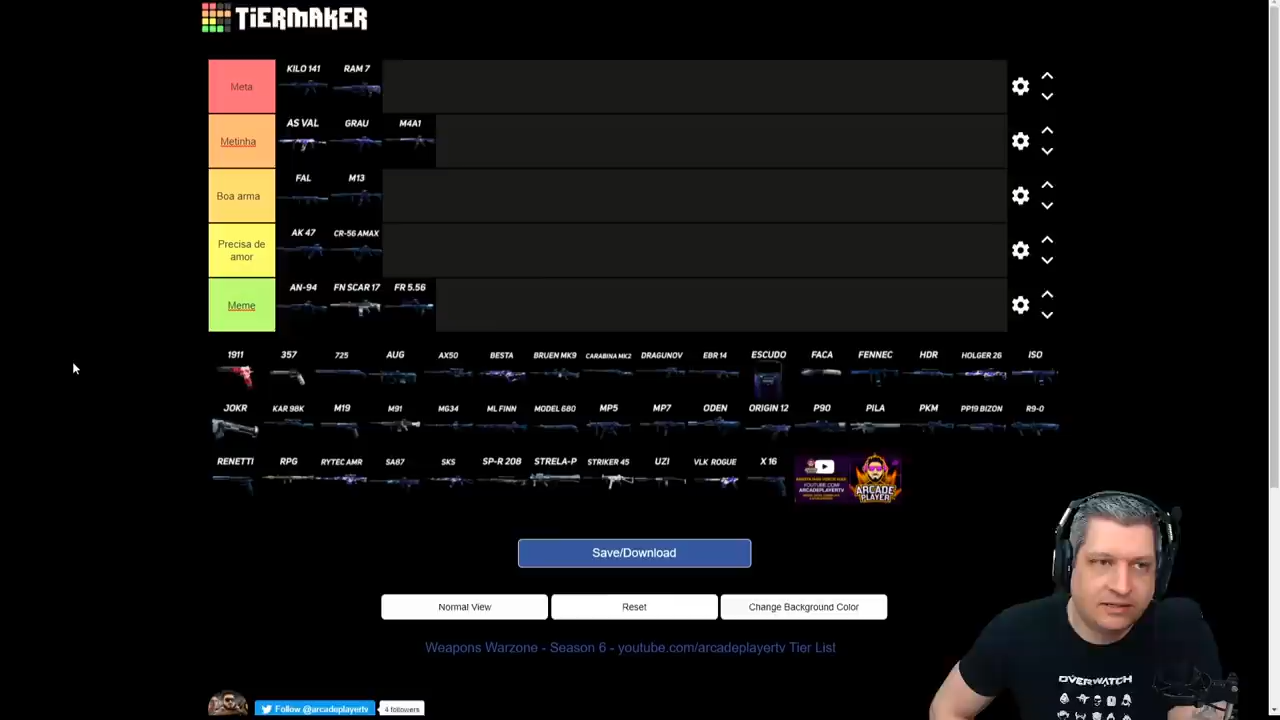 TiERMAKER
Meta
KILO 141
RAM 7
Metinha
AS VAL
GRAU
M4A1
Boa arma
FAL
M13
Precisa de
amor
AK 47
CR-56 AMAX
Meme
AN-94
FN SCAR 17
FR 5.56
1911 357 725 AUG AX50 BESTA BRUEN MK9 CARABINA MK2 DRAGUNOV EBR 14 ESCUDO FACA FENNEC HDR HOLGER 26 ISO
JOKR KAR 98K M19 M91 MG34 ML FINN MODEL 680 MP5 MP7 ODEN ORIGIN 12 P90 PILA PKM PP19 BIZON R9-0
RENETTI RPG RYTEC AMR SA87 SKS SP-R 208 STRELA-P STRIKER 45 UZI VLK ROGUE X 16
YOUTUBE.COM/
ARCADEPLAYERTV
ARCADE
PLAYER
Save/Download
Normal View
Reset
Change Background Color
Weapons Warzone - Season 6 - youtube.com/arcadeplayertv Tier List
Follow @arcadeplayertv
4 followers
OVERWATCH